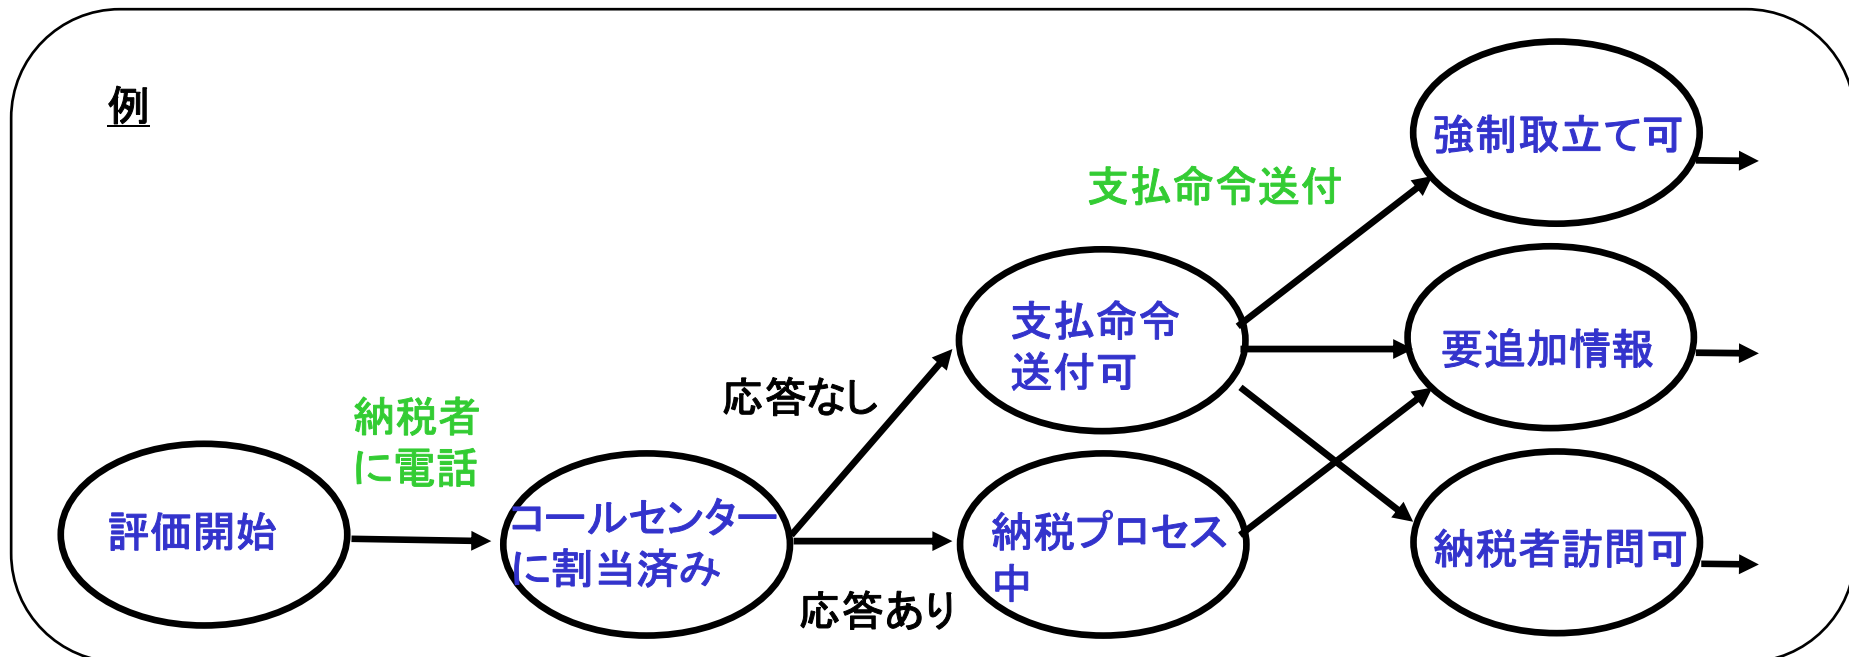 例
評価開始
納税者
に電話
コールセンター
に割当済み
応答なし
応答あり
支払命令
送付可
納税プロセス
中
支払命令送付
強制取立て可
要追加情報
納税者訪問可